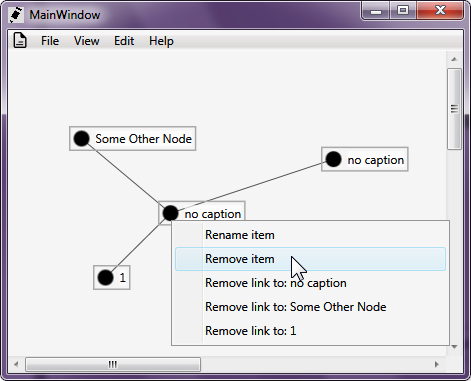 MainWindow
File View Edit Help
Some Other Node
no caption
no caption
1
Rename item
Remove item
Remove link to: no caption
Remove link to: Some Other Node
Remove link to: 1